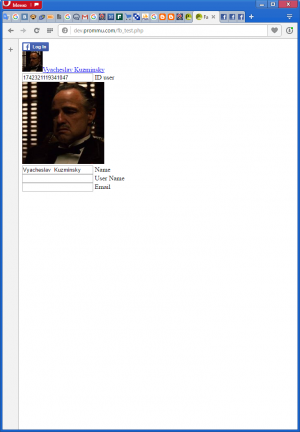 Меню
dev.prommu.com/fb_test.php
Log In
Vyacheslav Kuzminsky
1742321119341847 ID user
Vyacheslav Kuzminsky Name
User Name
Email